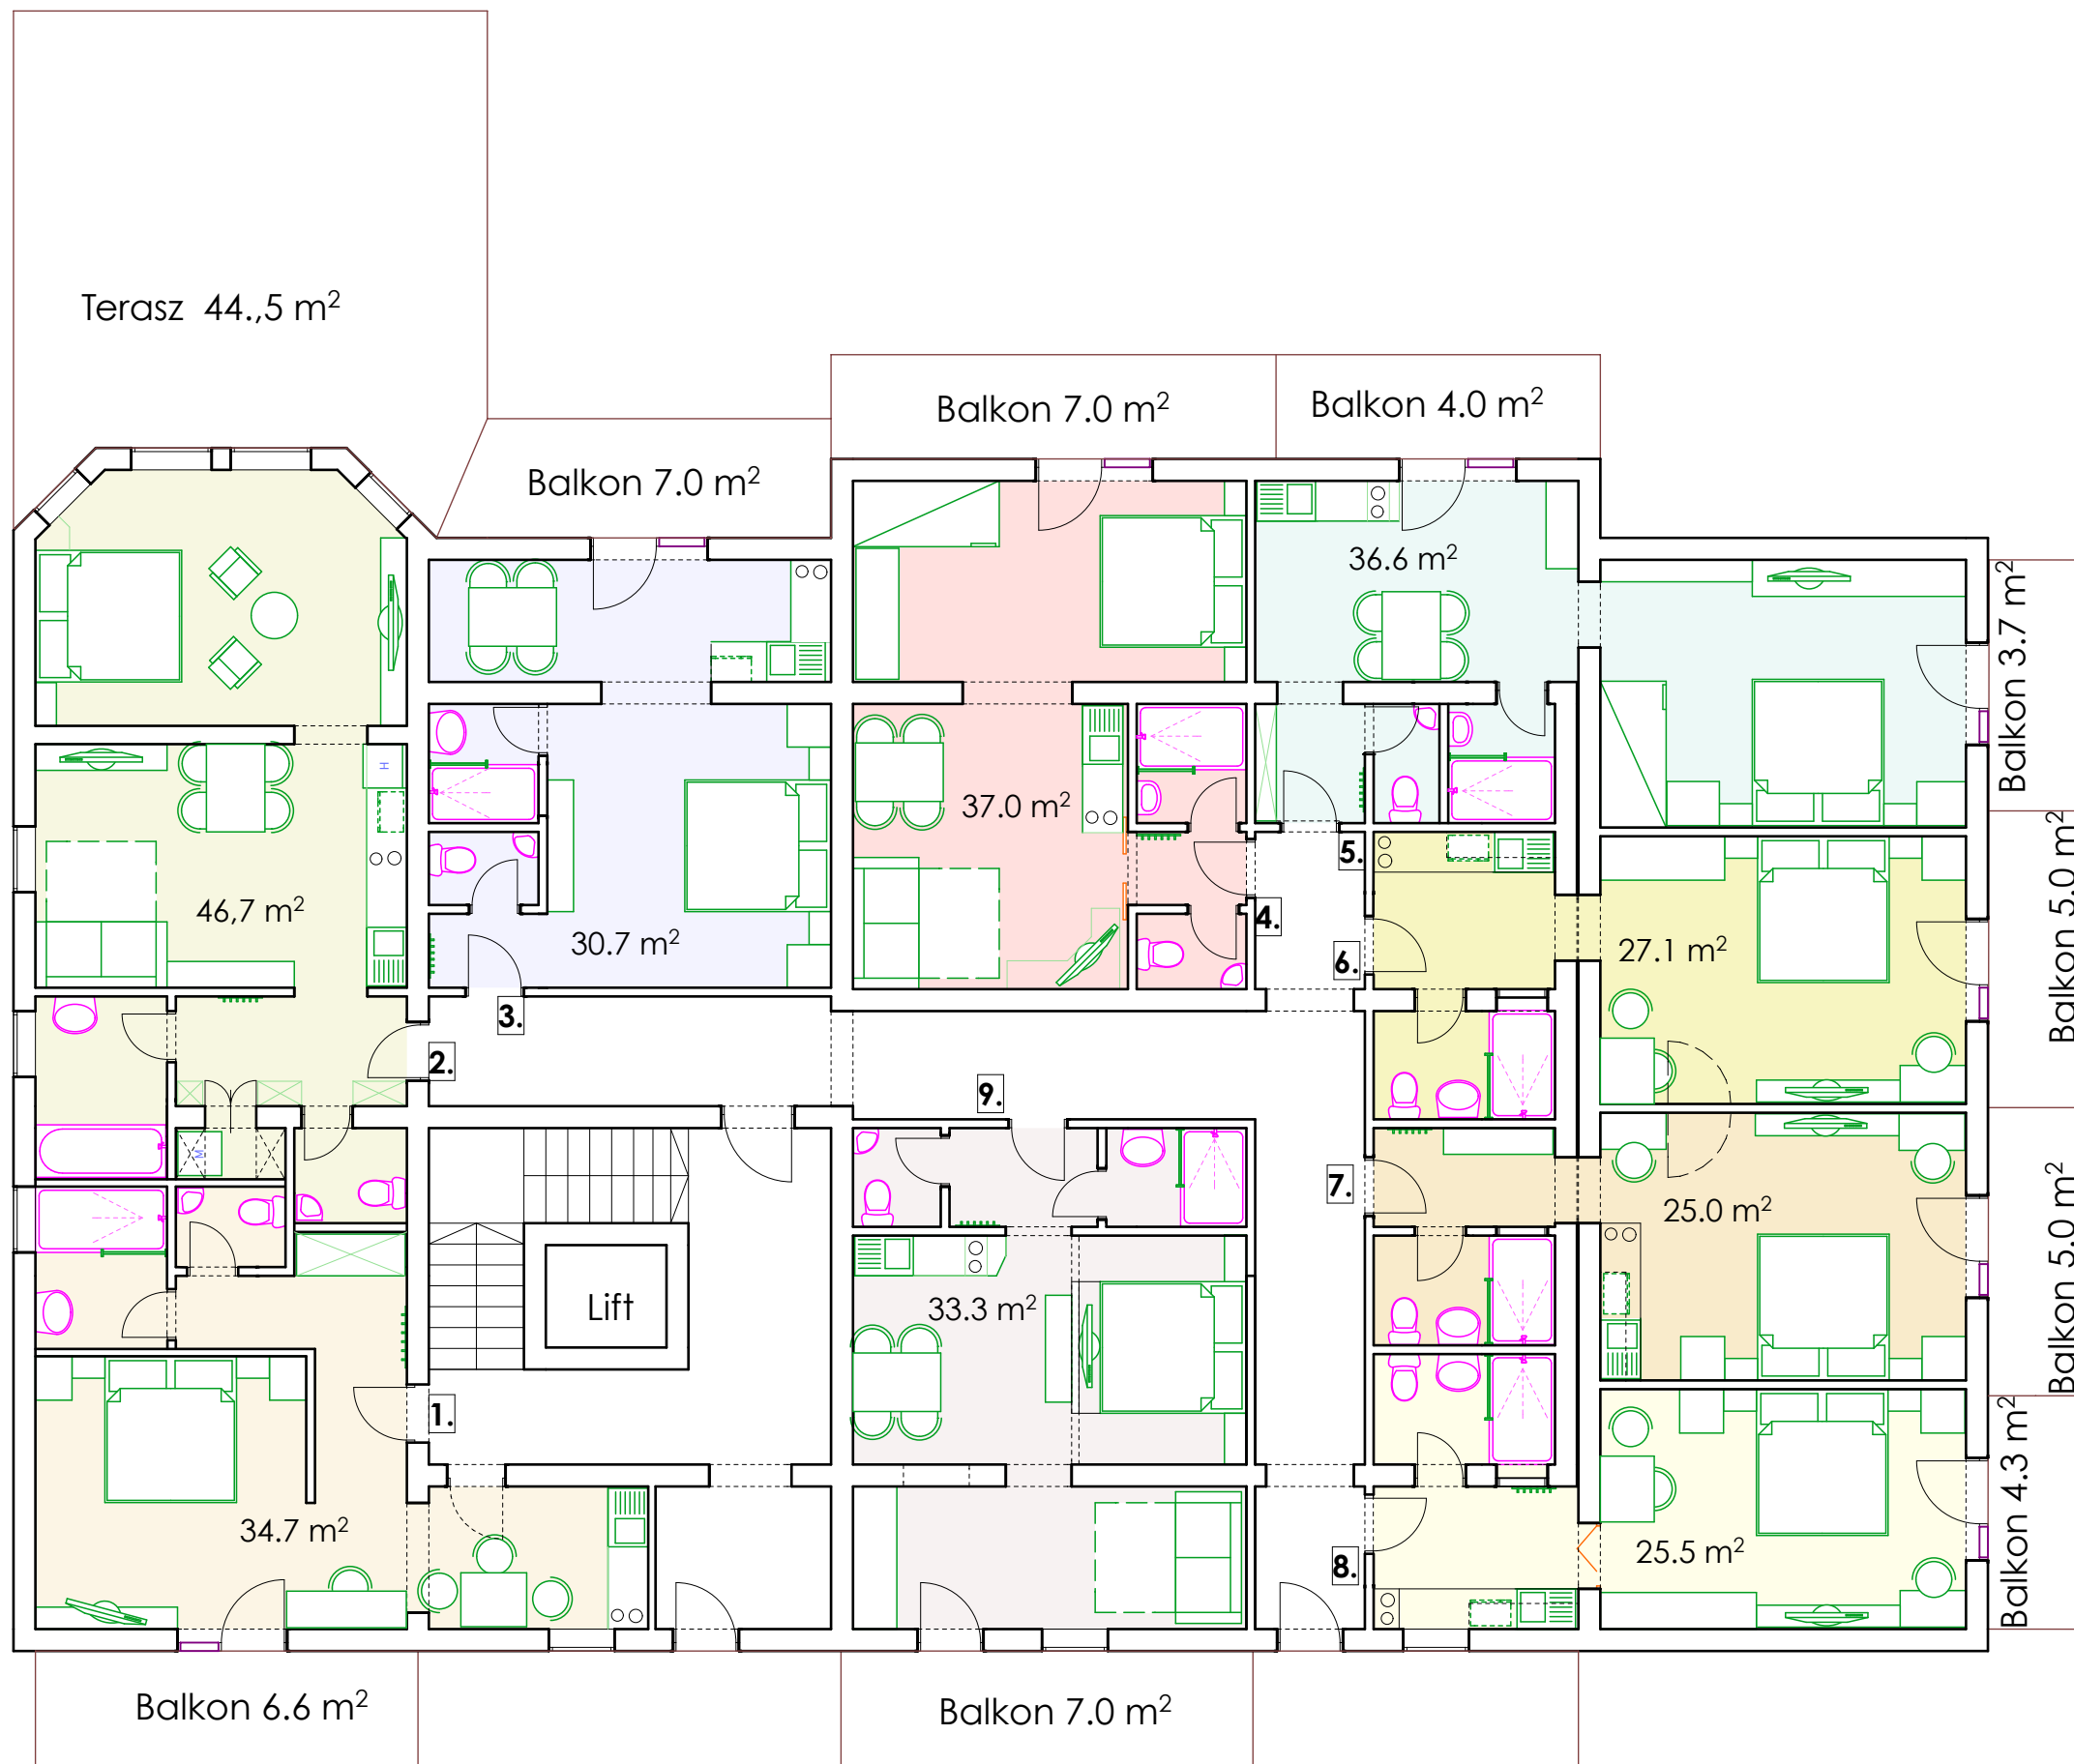 Terasz 44.,5 m²
Balkon 7.0 m²
Balkon 4.0 m²
Balkon 7.0 m²
36.6 m²
Balkon 3.7 m²
37.0 m²
5.
46,7 m²
30.7 m²
4.
6.
27.1 m²
Balkon 5.0 m²
3.
2.
9.
7.
25.0 m²
Balkon 5.0 m²
Lift
33.3 m²
1.
34.7 m²
8.
25.5 m²
Balkon 4.3 m²
Balkon 6.6 m²
Balkon 7.0 m²
H
M